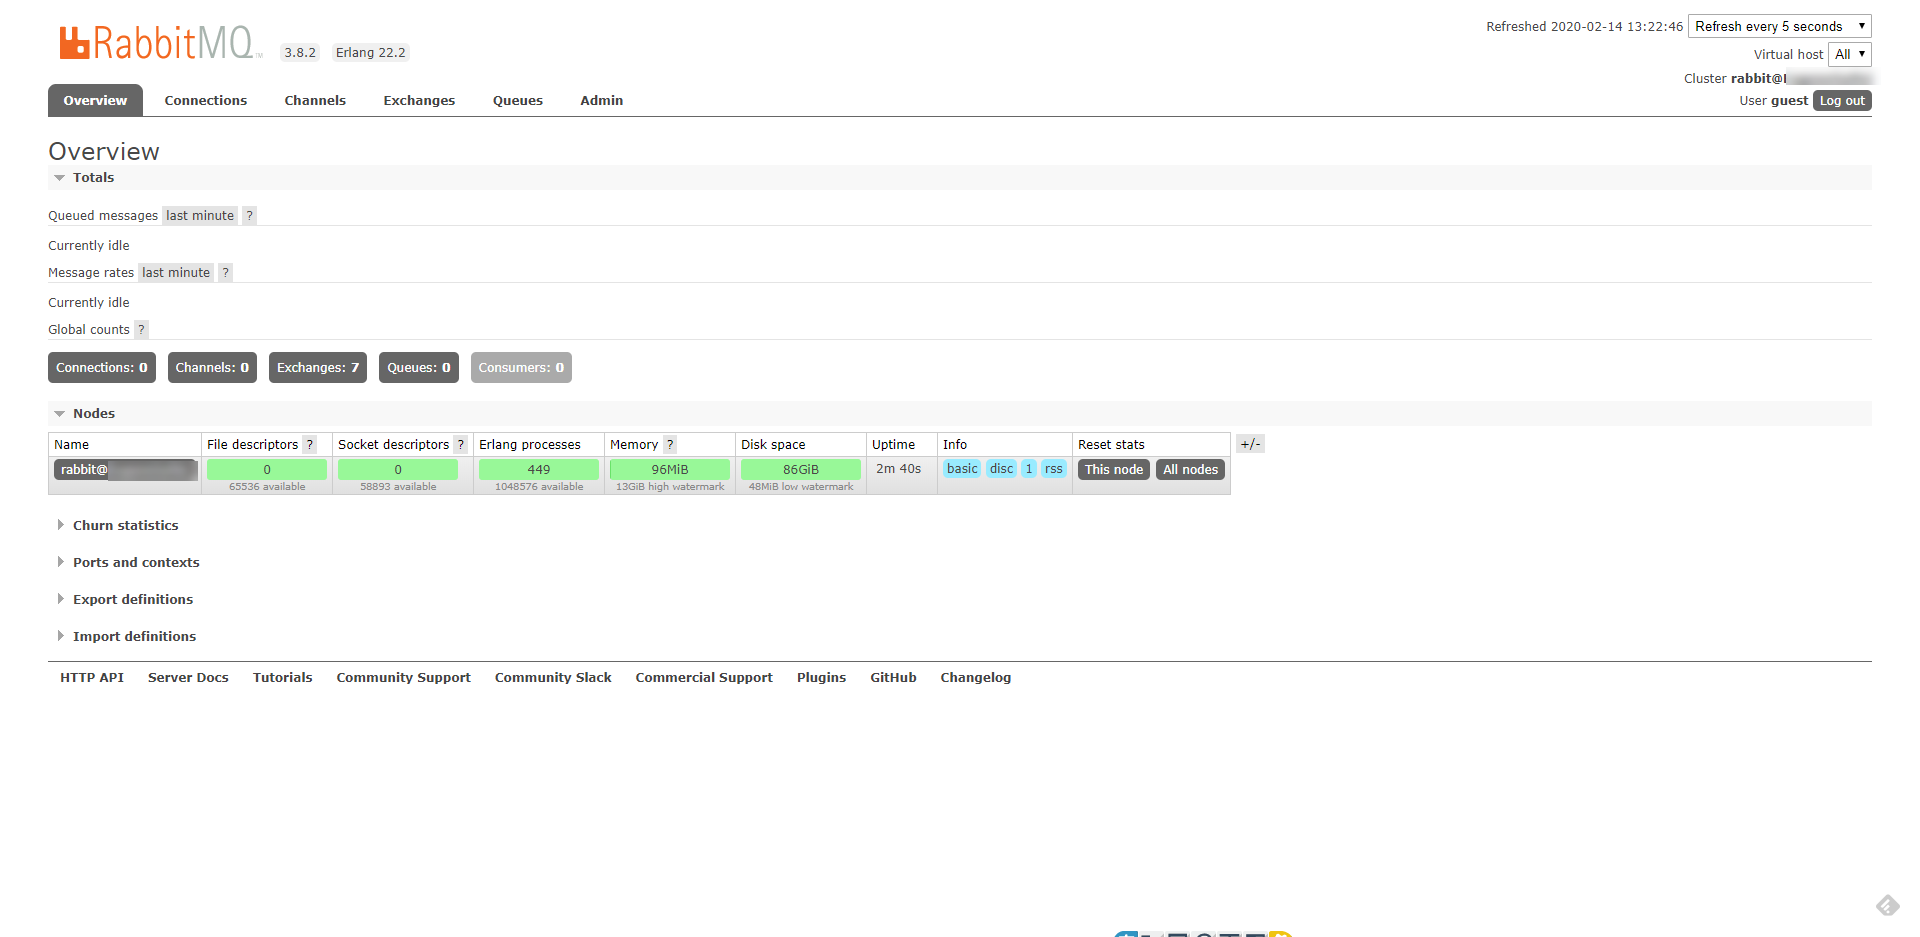 RabbitMQ TM 3.8.2 Erlang 22.2
Refreshed 2020-02-14 13:22:46 Refresh every 5 seconds
Virtual host All
Cluster rabbit@
User guest Log out
Overview Connections Channels Exchanges Queues Admin
Overview
Totals
Queued messages last minute ?
Currently idle
Message rates last minute ?
Currently idle
Global counts ?
Connections: 0 Channels: 0 Exchanges: 7 Queues: 0 Consumers: 0
Nodes
Name File descriptors ? Socket descriptors ? Erlang processes Memory ? Disk space Uptime Info Reset stats +/-
rabbit@ 0 0 449 96MiB 86GiB 2m 40s basic disc 1 rss This node All nodes
65536 available 58893 available 1048576 available 13GiB high watermark 48MiB low watermark
Churn statistics
Ports and contexts
Export definitions
Import definitions
HTTP API Server Docs Tutorials Community Support Community Slack Commercial Support Plugins GitHub Changelog